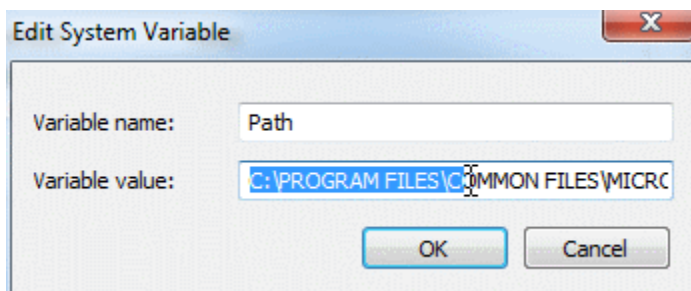 Edit System Variable
Variable name: Path
Variable value: C:\PROGRAM FILES\COMMON FILES\MICRO
OK Cancel